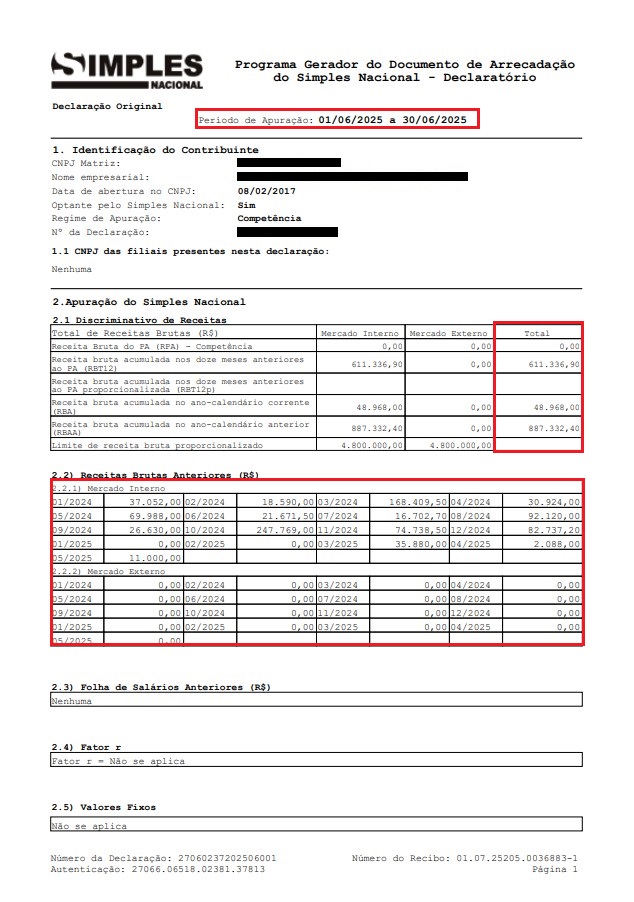 SIMPLES
NACIONAL
Programa Gerador do Documento de Arrecadação
do Simples Nacional - Declaratório
Declaração Original
Periodo de Apuração: 01/06/2025 a 30/06/2025
1. Identificação do Contribuinte
CNPJ Matriz:
Nome empresarial:
Data de abertura no CNPJ: 08/02/2017
Optante pelo Simples Nacional: Sim
Regime de Apuração: Competência
Nº da Declaração:
1.1 CNPJ das filiais presentes nesta declaração:
Nenhuma
2.Apuração do Simples Nacional
2.1 Discriminativo de Receitas
Total de Receitas Brutas (R$) Mercado Interno Mercado Externo Total
Receita Bruta do PA (RPA) - Competência 0,00 0,00 0,00
Receita bruta acumulada nos doze meses anteriores
ao PA (RBT12) 611.336,90 0,00 611.336,90
Receita bruta acumulada nos doze meses anteriores
ao PA proporcionalizada (RBT12p)
Receita bruta acumulada no ano-calendário corrente
(RBA) 48.968,00 0,00 48.968,00
Receita bruta acumulada no ano-calendário anterior
(RBAA) 887.332,40 0,00 887.332,40
Limite de receita bruta proporcionalizado 4.800.000,00 4.800.000,00
2.2) Receitas Brutas Anteriores (R$)
2.2.1) Mercado Interno
01/2024 37.052,00 02/2024 18.590,00 03/2024 168.409,50 04/2024 30.924,00
05/2024 69.988,00 06/2024 21.671,50 07/2024 16.702,70 08/2024 92.120,00
09/2024 26.630,00 10/2024 247.769,00 11/2024 74.738,50 12/2024 82.737,20
01/2025 0,00 02/2025 0,00 03/2025 35.880,00 04/2025 2.088,00
05/2025 11.000,00
2.2.2) Mercado Externo
01/2024 0,00 02/2024 0,00 03/2024 0,00 04/2024 0,00
05/2024 0,00 06/2024 0,00 07/2024 0,00 08/2024 0,00
09/2024 0,00 10/2024 0,00 11/2024 0,00 12/2024 0,00
01/2025 0,00 02/2025 0,00 03/2025 0,00 04/2025 0,00
05/2025 0,00
2.3) Folha de Salários Anteriores (R$)
Nenhuma
2.4) Fator r
Fator r = Não se aplica
2.5) Valores Fixos
Não se aplica
Número da Declaração: 27060237202506001 Número do Recibo: 01.07.25205.0036883-1
Autenticação: 27066.06518.02381.37813 Página 1